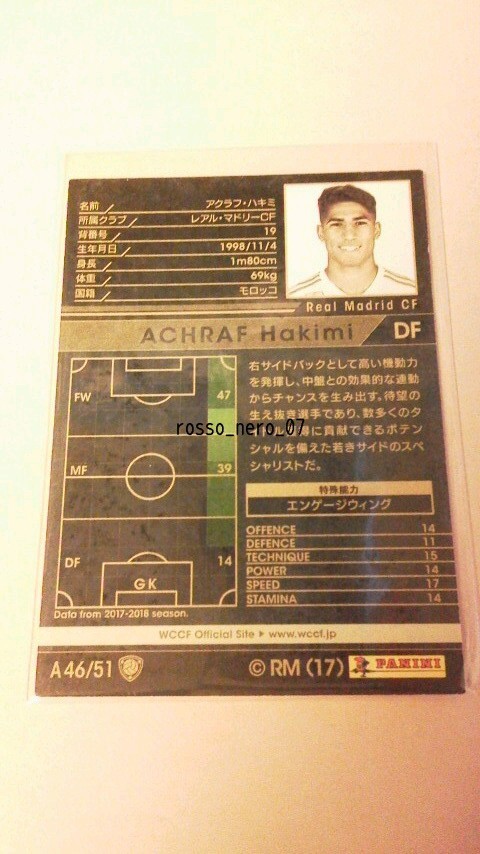 名前 アクラフ・ハキミ
所属クラブ レアル・マドリーCF
背番号 19
生年月日 1998/11/4
身長 1m80cm
体重 69kg
国籍 モロッコ
Real Madrid CF
ACHRAF Hakimi DF
FW 47
MF 39
DF 14
GK
Data from 2017-2018 season.
右サイドバックとして高い機動力
を発揮し、中盤との効果的な連動
からチャンスを生み出す。待望の
生え抜き選手であり、数多くのタ
rosso_nero_07
に貢献できるポテン
シャルを備えた若きサイドのスペ
シャリストだ。
特殊能力
エンゲージウィング
OFFENCE 14
DEFENCE 11
TECHNIQUE 15
POWER 14
SPEED 17
STAMINA 14
WCCF Official Site ▶ www.wccf.jp
A46/51
© RM (17) PANINI